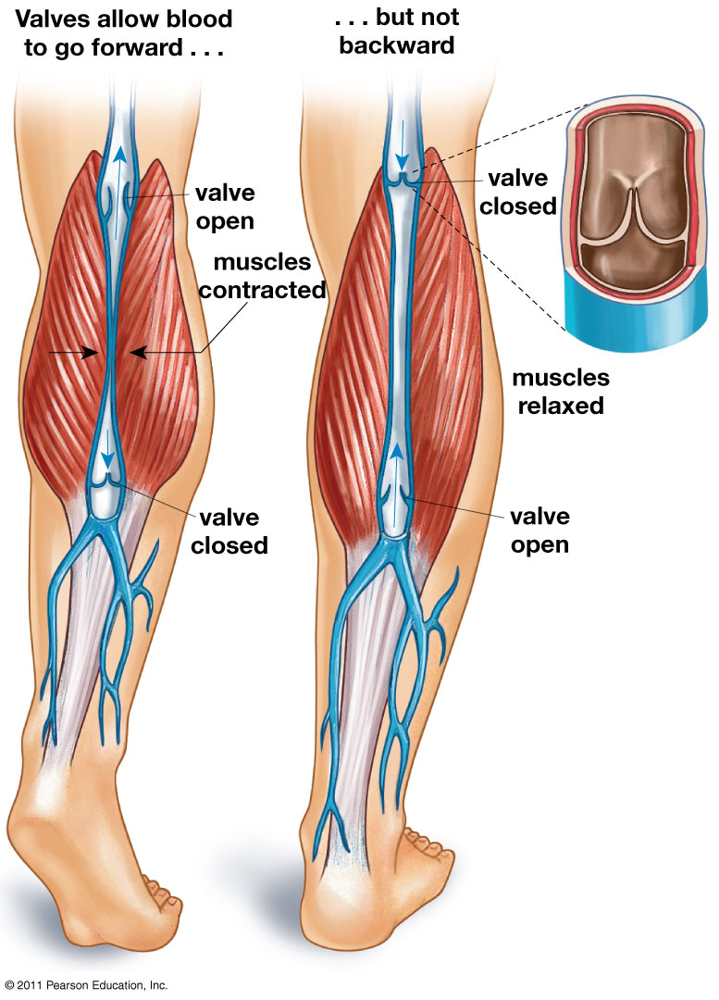 Valves allow blood
to go forward . . .
. . . but not
backward
valve
open
muscles
contracted
valve
closed
valve
closed
muscles
relaxed
valve
open
© 2011 Pearson Education, Inc.